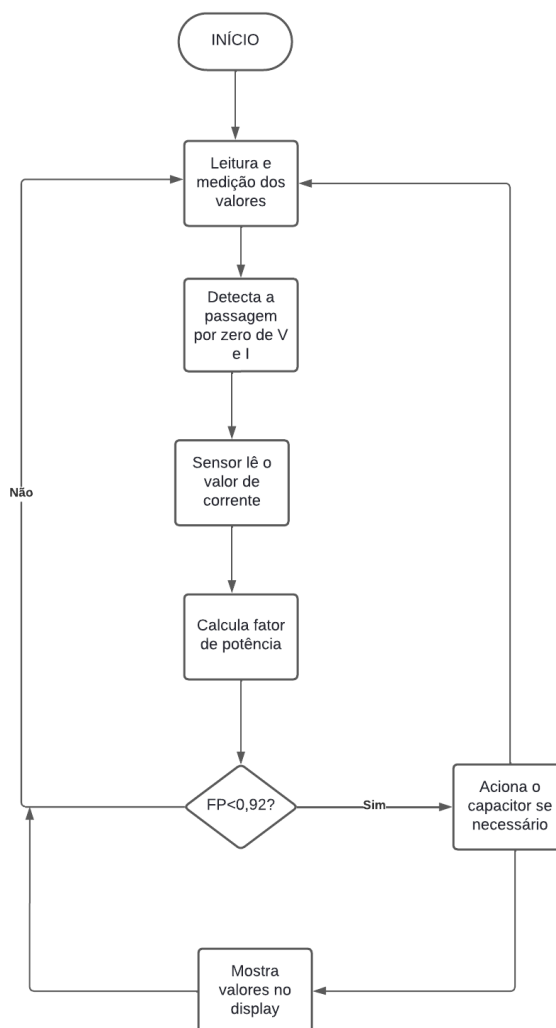 INÍCIO
Leitura e
medição dos
valores
Detecta a
passagem
por zero de V
e I
Sensor lê o
valor de
corrente
Não
Calcula fator
de potência
FP<0,92?
Sim
Aciona o
capacitor se
necessário
Mostra
valores no
display